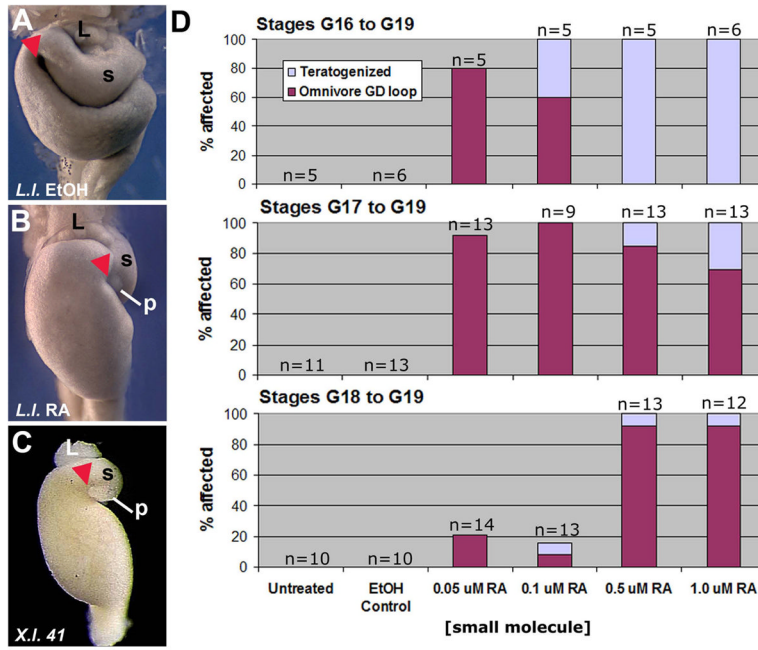 A
L
s
L.l. EtOH
B
L
s
p
L.l. RA
C
L
s
p
X.l. 41
D
Stages G16 to G19
n=5 n=5 n=5 n=6
100
80
60
40
20
0
% affected
Teratogenized
Omnivore GD loop
n=5 n=6
Stages G17 to G19
n=13 n=9 n=13 n=13
100
80
60
40
20
0
% affected
n=11 n=13
Stages G18 to G19
n=13 n=12
100
80
60
40
20
0
% affected
n=14 n=13
n=10 n=10
Untreated EtOH Control 0.05 uM RA 0.1 uM RA 0.5 uM RA 1.0 uM RA
[small molecule]